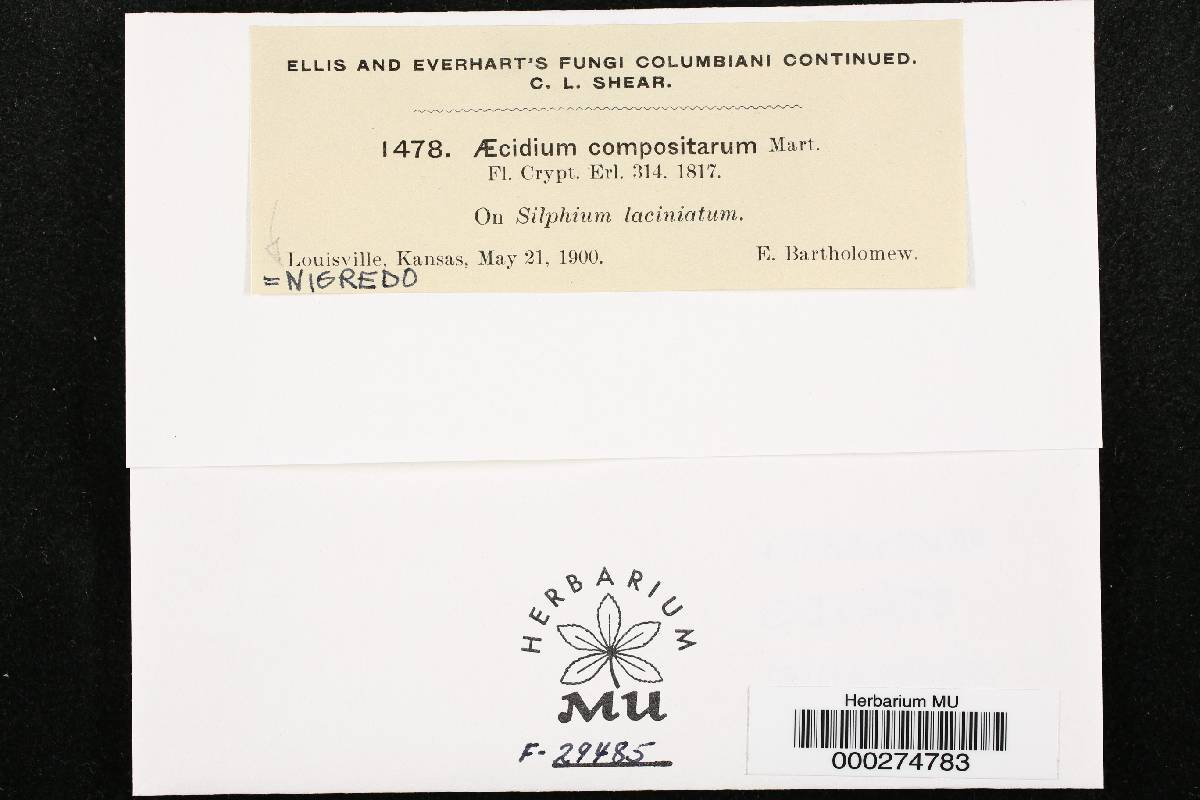 ELLIS AND EVERHART'S FUNGI COLUMBIANI CONTINUED.
C. L. SHEAR.
1478. Æcidium compositarum Mart.
Fl. Crypt. Erl. 314. 1817.
On Silphium laciniatum.
Louisville, Kansas, May 21, 1900. E. Bartholomew.
= NIGREDO
HERBARIUM
MU
F-29485
Herbarium MU
000274783